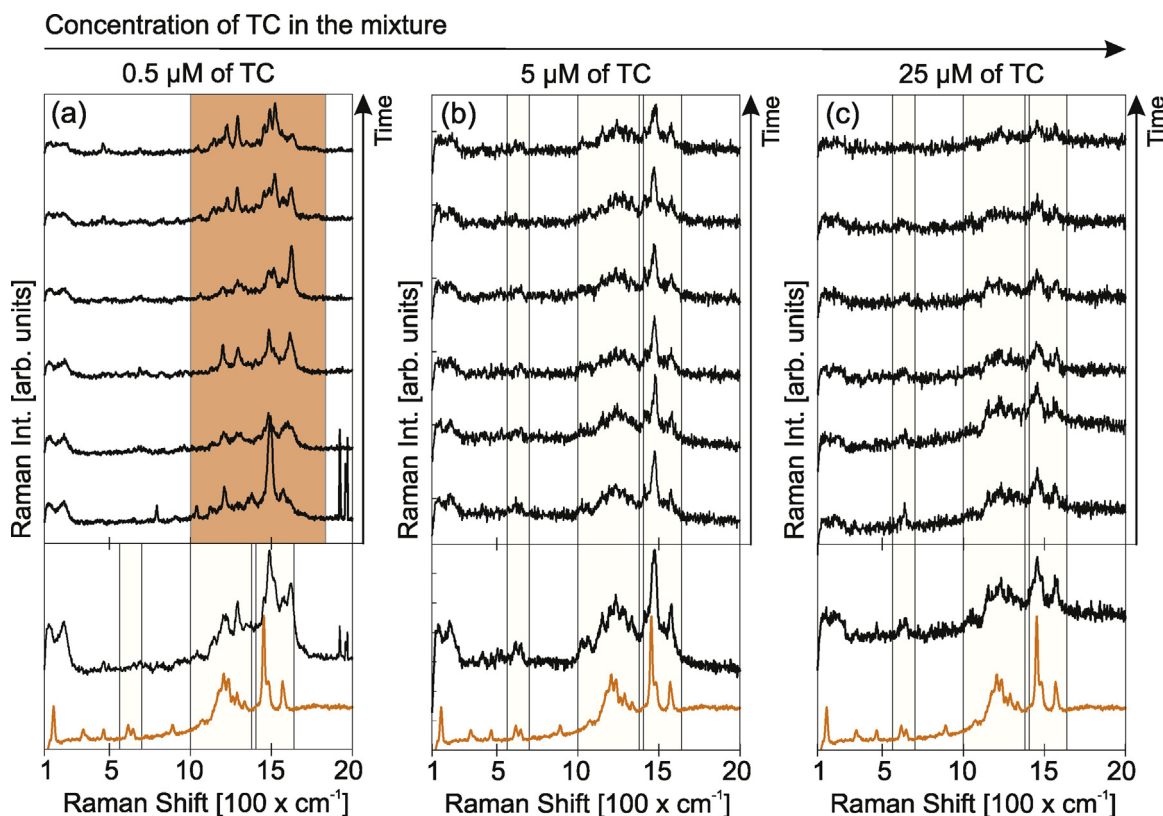 Concentration of TC in the mixture
0.5 µM of TC
5 µM of TC
25 µM of TC
(a)
(b)
(c)
Time
Time
Time
Raman Int. [arb. units]
Raman Int. [arb. units]
Raman Int. [arb. units]
1 5 10 15 20
1 5 10 15 20
1 5 10 15 20
Raman Shift [100 x cm⁻¹]
Raman Shift [100 x cm⁻¹]
Raman Shift [100 x cm⁻¹]